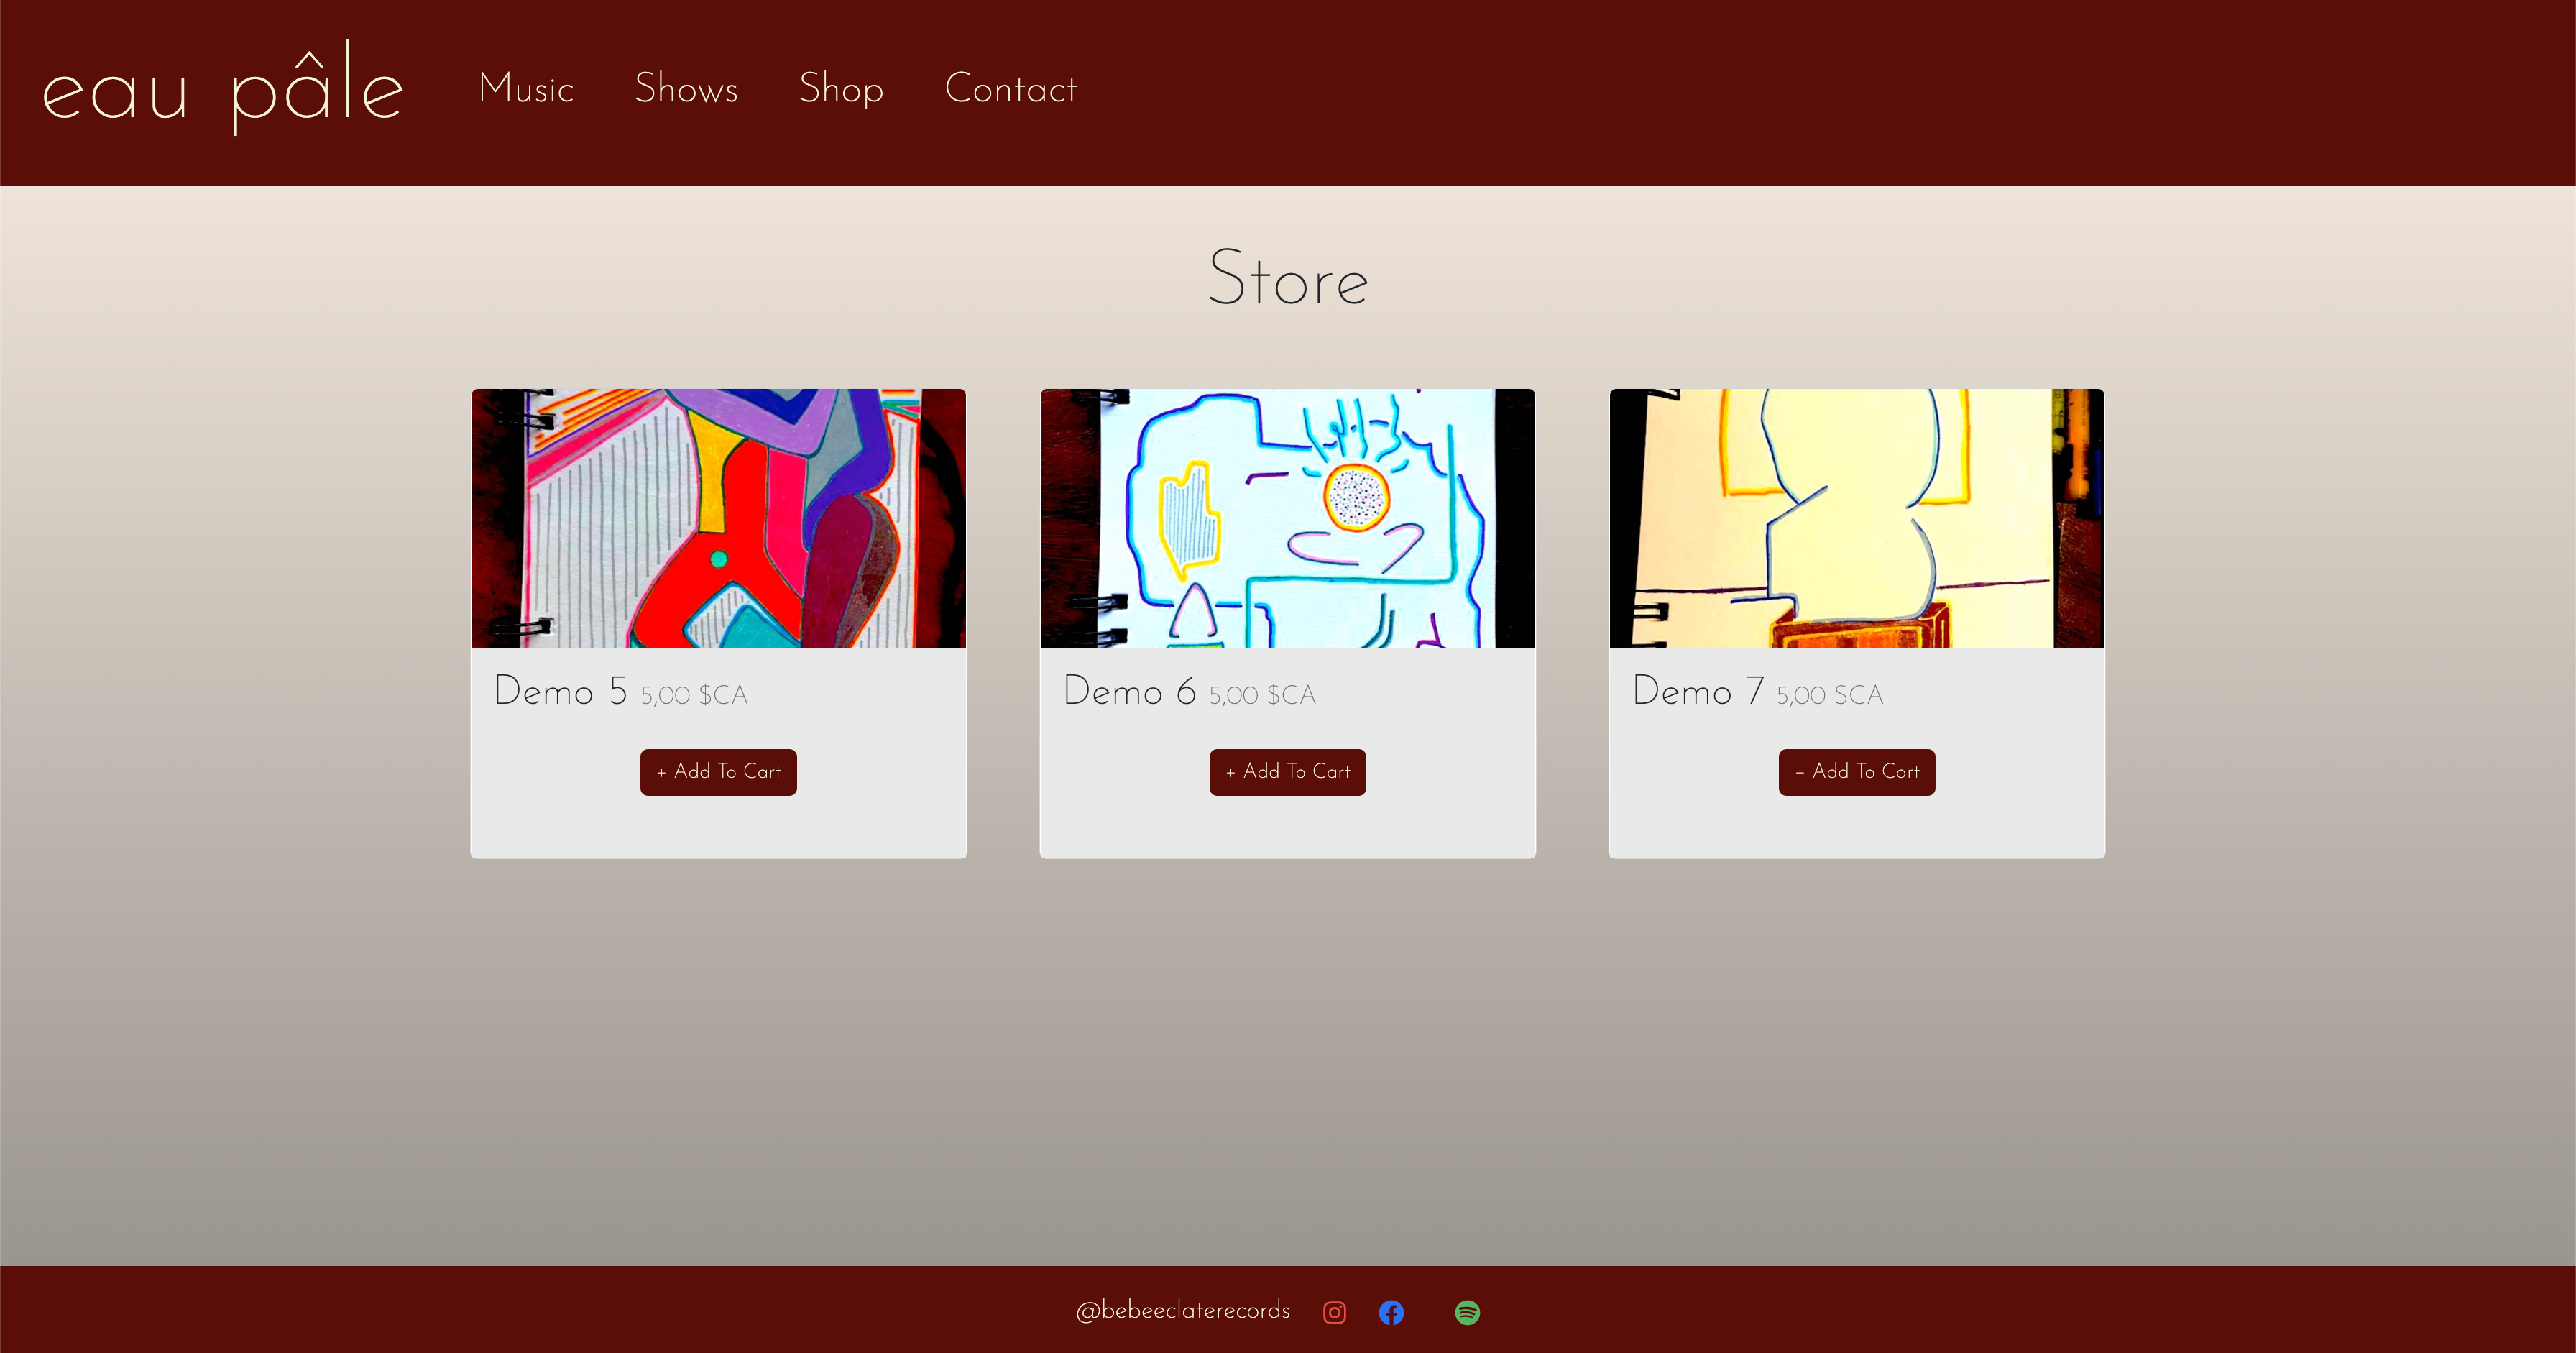 eau pâle Music Shows Shop Contact
Store
Demo 5 5,00 $CA
+ Add To Cart
Demo 6 5,00 $CA
+ Add To Cart
Demo 7 5,00 $CA
+ Add To Cart
@bebeeclaterecords